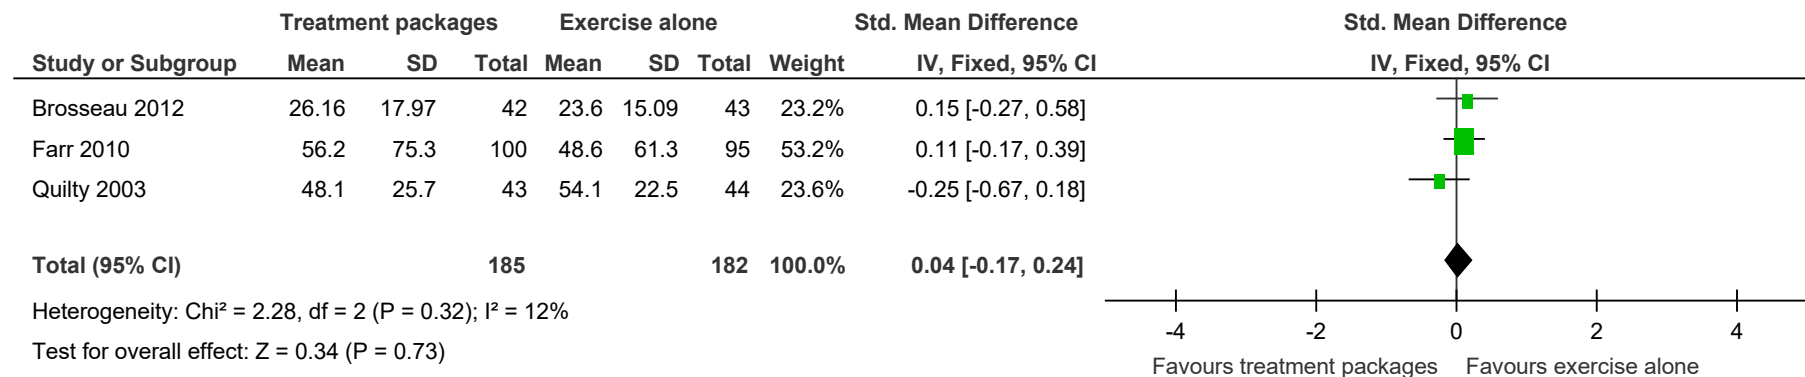 Treatment packages Exercise alone Std. Mean Difference Std. Mean Difference
Study or Subgroup Mean SD Total Mean SD Total Weight IV, Fixed, 95% CI IV, Fixed, 95% CI
Brosseau 2012 26.16 17.97 42 23.6 15.09 43 23.2% 0.15 [-0.27, 0.58]
Farr 2010 56.2 75.3 100 48.6 61.3 95 53.2% 0.11 [-0.17, 0.39]
Quilty 2003 48.1 25.7 43 54.1 22.5 44 23.6% -0.25 [-0.67, 0.18]
Total (95% CI) 185 182 100.0% 0.04 [-0.17, 0.24]
Heterogeneity: Chi² = 2.28, df = 2 (P = 0.32); I² = 12%
Test for overall effect: Z = 0.34 (P = 0.73)
-4 -2 0 2 4
Favours treatment packages Favours exercise alone